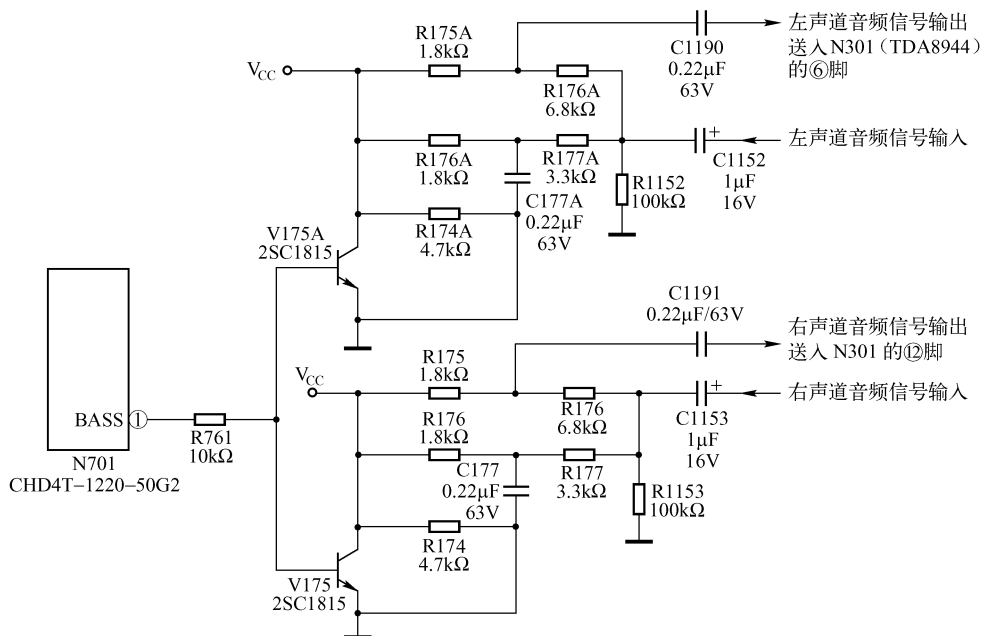 R175A
1.8kΩ
C1190
0.22μF
63V
左声道音频信号输出
送入N301（TDA8944）
的⑥脚
VCC
R176A
6.8kΩ
R176A
1.8kΩ
R177A
3.3kΩ
C1152
1μF
16V
左声道音频信号输入
C177A
0.22μF
63V
R1152
100kΩ
R174A
4.7kΩ
V175A
2SC1815
C1191
0.22μF/63V
右声道音频信号输出
送入 N301 的⑫脚
R175
1.8kΩ
VCC
R176
6.8kΩ
C1153
1μF
16V
右声道音频信号输入
BASS ①
R761
10kΩ
R176
1.8kΩ
C177
0.22μF
63V
R177
3.3kΩ
R1153
100kΩ
N701
CHD4T-1220-50G2
R174
4.7kΩ
V175
2SC1815
+
+